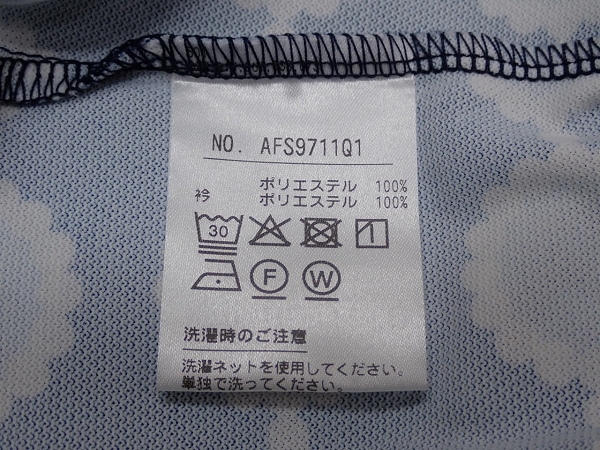 NO. AFS9711Q1
ポリエステル 100%
衿 ポリエステル 100%
30
F W
洗濯時のご注意
洗濯ネットを使用してください。
単独で洗ってください。